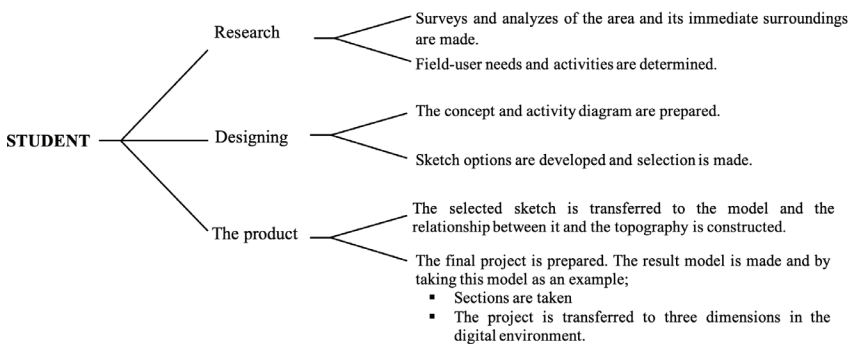 STUDENT
Research
Surveys and analyzes of the area and its immediate surroundings
are made.
Field-user needs and activities are determined.
Designing
The concept and activity diagram are prepared.
Sketch options are developed and selection is made.
The product
The selected sketch is transferred to the model and the
relationship between it and the topography is constructed.
The final project is prepared. The result model is made and by
taking this model as an example;
▪ Sections are taken
▪ The project is transferred to three dimensions in the
digital environment.